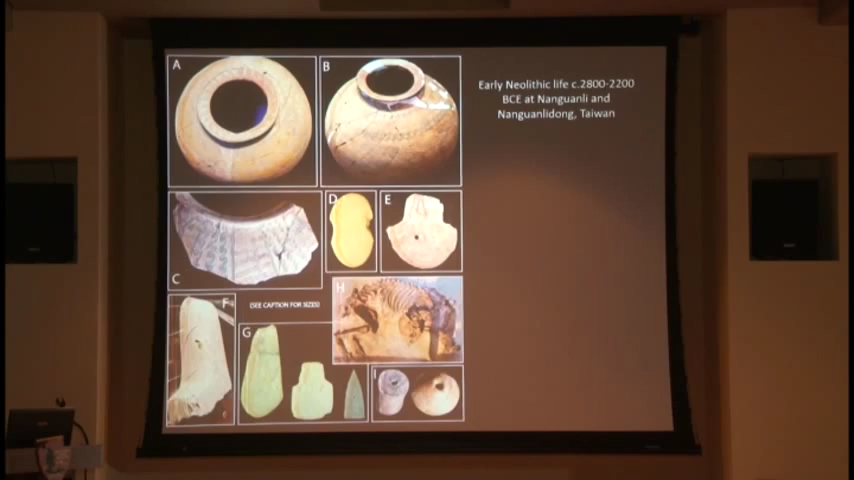 Early Neolithic life c.2800-2200
BCE at Nanguanli and
Nanguanlidong, Taiwan
A
B
C
D
E
F
(SEE CAPTION FOR SIZES)
G
H
I